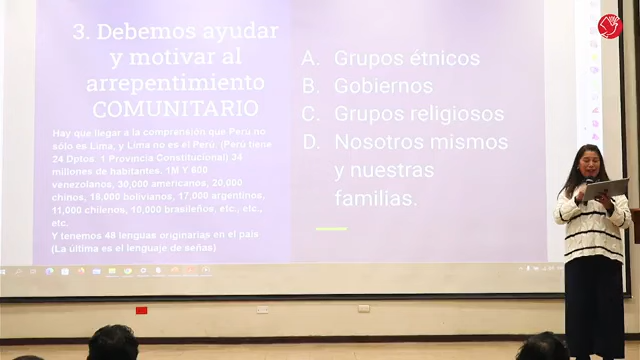 3. Debemos ayudar
y motivar al
arrepentimiento
COMUNITARIO
Hay que llegar a la comprensión que Perú no
sólo es Lima, y Lima no es el Perú. (Perú tiene
24 Dptos. 1 Provincia Constitucional) 34
millones de habitantes. 1M Y 600
venezolanos, 30,000 americanos, 20,000
chinos, 18,000 bolivianos, 17,000 argentinos,
11,000 chilenos, 10,000 brasileños, etc., etc.,
etc.
Y tenemos 48 lenguas originarias en el país
(La última es el lenguaje de señas)
A. Grupos étnicos
B. Gobiernos
C. Grupos religiosos
D. Nosotros mismos
y nuestras
familias.